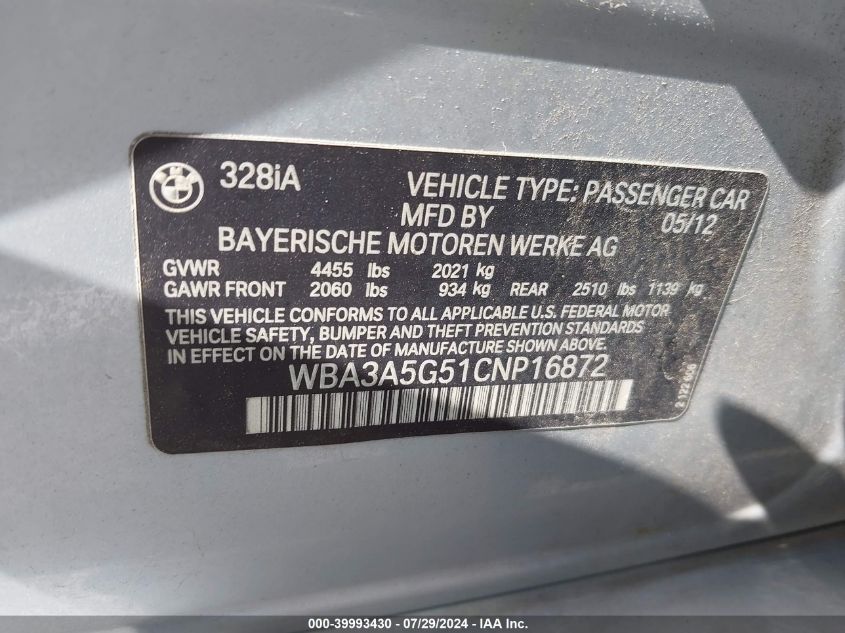 BMW
328iA
VEHICLE TYPE: PASSENGER CAR
MFD BY 05/12
BAYERISCHE MOTOREN WERKE AG
GVWR 4455 lbs 2021 kg
GAWR FRONT 2060 lbs 934 kg REAR 2510 lbs 1139 kg
THIS VEHICLE CONFORMS TO ALL APPLICABLE U.S. FEDERAL MOTOR
VEHICLE SAFETY, BUMPER AND THEFT PREVENTION STANDARDS
IN EFFECT ON THE DATE OF MANUFACTURE SHOWN ABOVE.
WBA3A5G51CNP16872
000-39993430 - 07/29/2024 - IAA Inc.